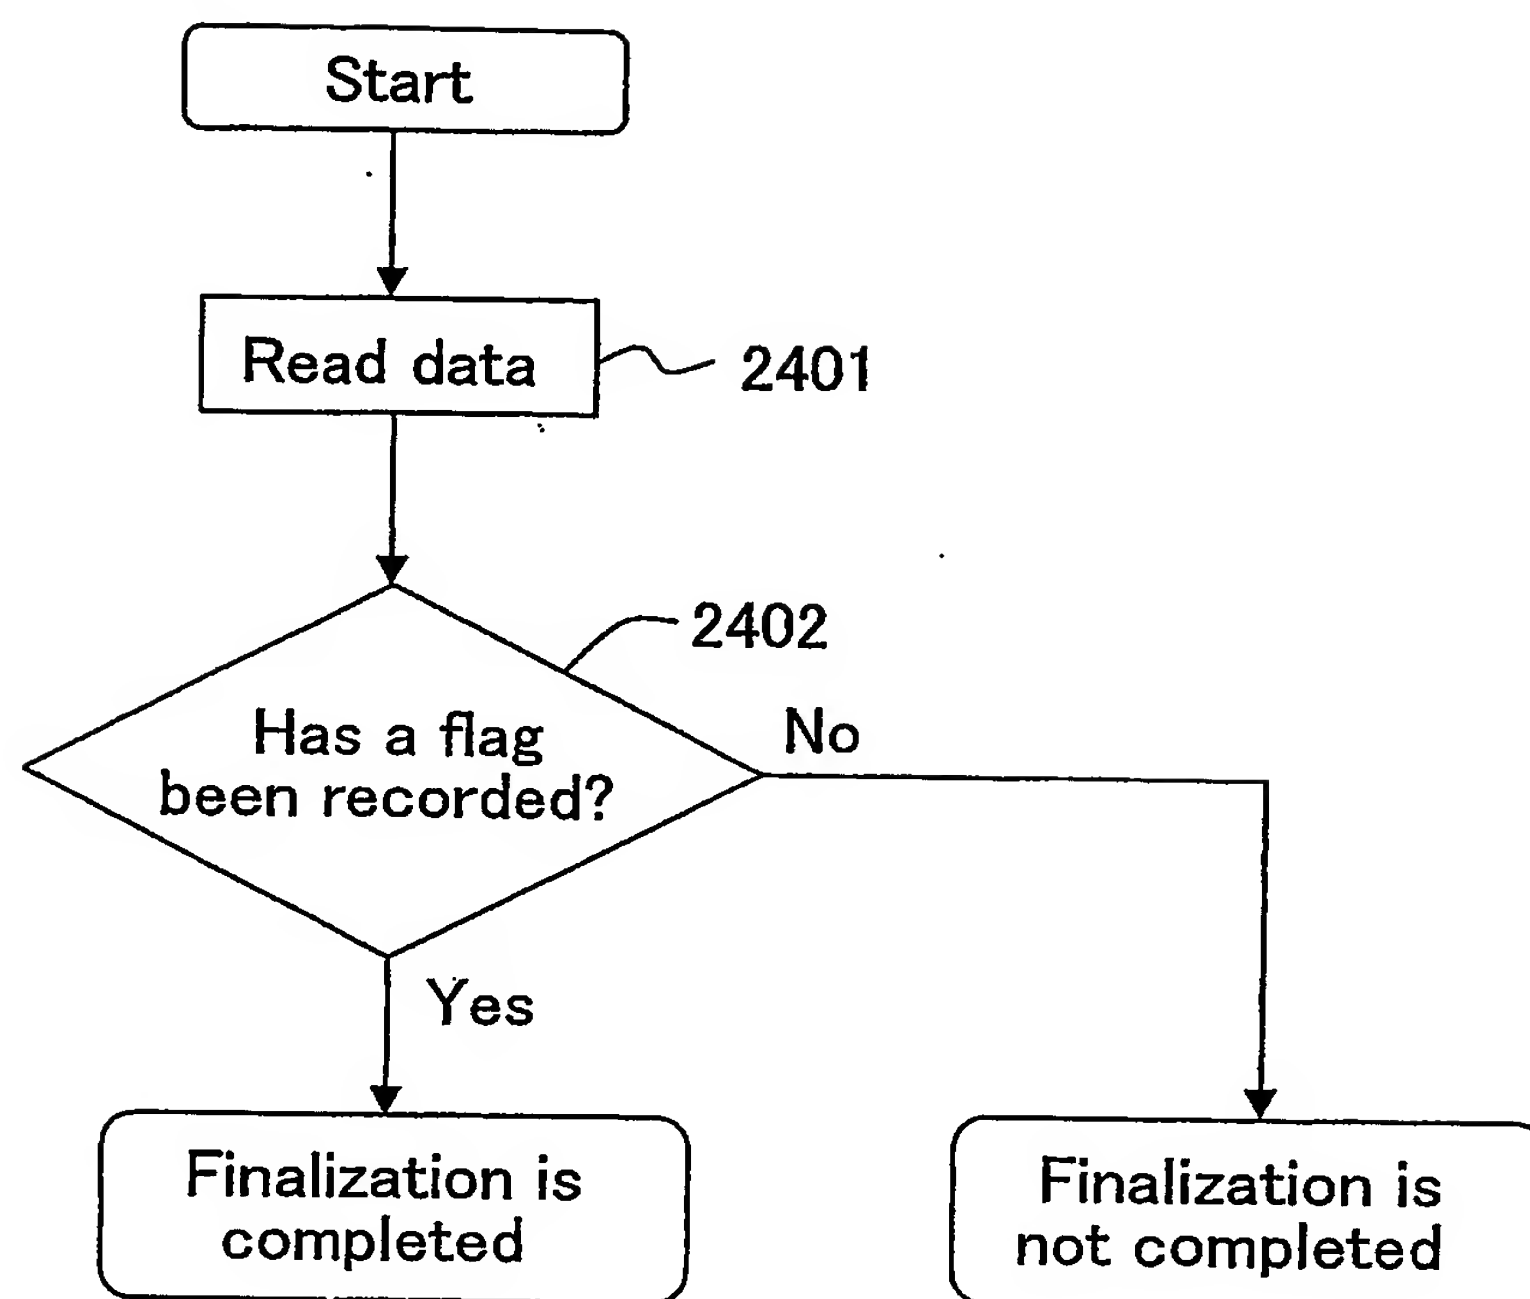 Start
Read data
2401
2402
Has a flag
been recorded?
No
Yes
Finalization is
completed
Finalization is
not completed